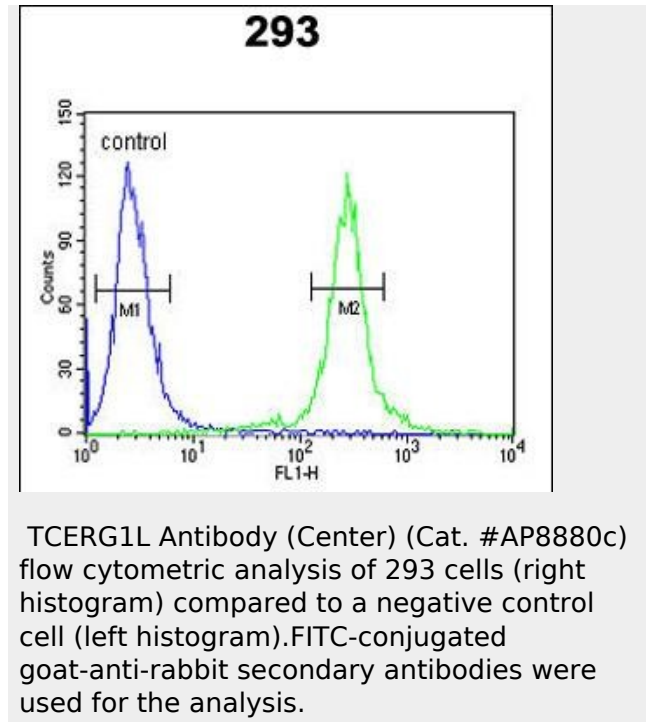 293
150
control
120
90
Counts
60
M1
M2
30
0
10^0 10^1 10^2 10^3 10^4
FL1-H
TCERG1L Antibody (Center) (Cat. #AP8880c)
flow cytometric analysis of 293 cells (right
histogram) compared to a negative control
cell (left histogram).FITC-conjugated
goat-anti-rabbit secondary antibodies were
used for the analysis.